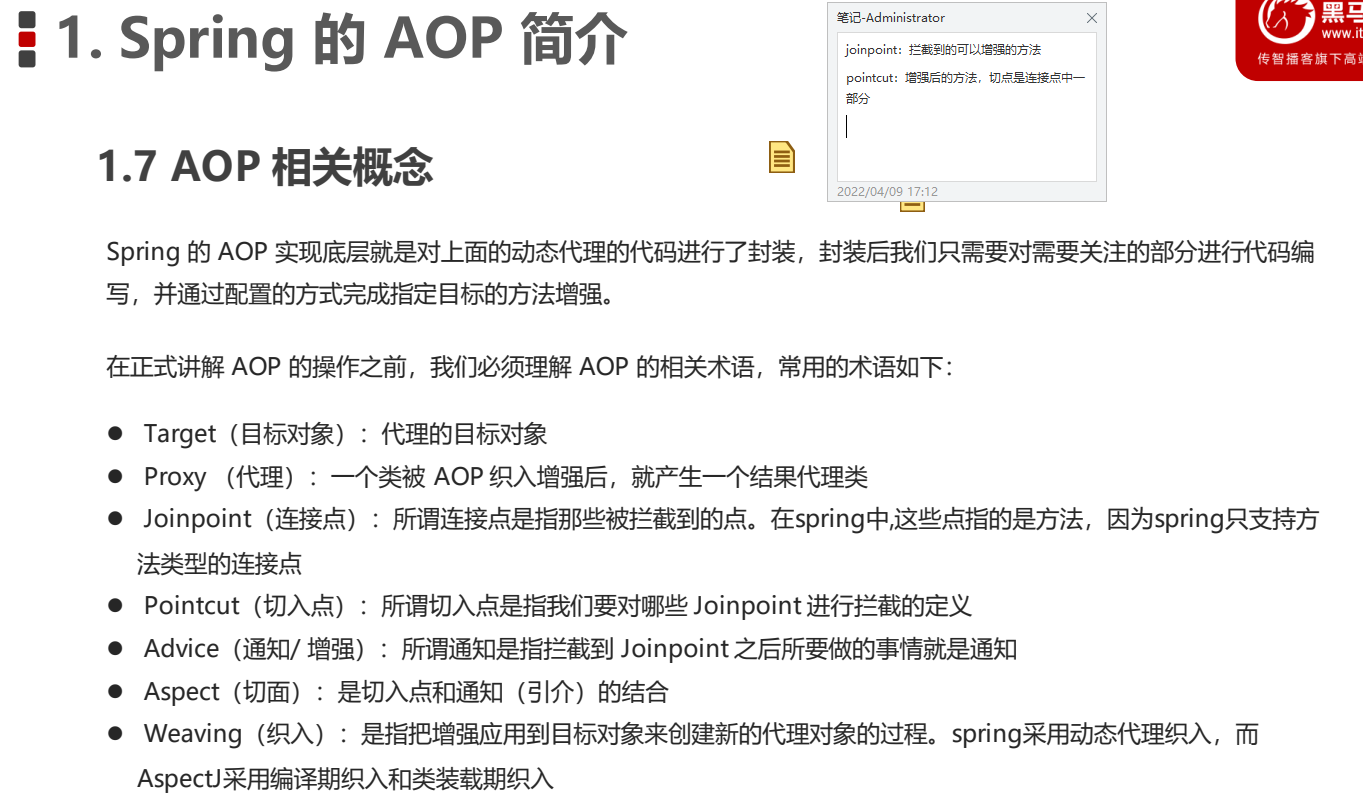 1. Spring 的 AOP 简介
笔记-Administrator
joinpoint：拦截到的可以增强的方法
pointcut：增强后的方法，切点是连接点中一
部分
2022/04/09 17:12
黑马
www.it
传智播客旗下高端
1.7 AOP 相关概念
Spring 的 AOP 实现底层就是对上面的动态代理的代码进行了封装，封装后我们只需要对需要关注的部分进行代码编
写，并通过配置的方式完成指定目标的方法增强。
在正式讲解 AOP 的操作之前，我们必须理解 AOP 的相关术语，常用的术语如下：
● Target（目标对象）：代理的目标对象
● Proxy （代理）：一个类被 AOP 织入增强后，就产生一个结果代理类
● Joinpoint（连接点）：所谓连接点是指那些被拦截到的点。在spring中,这些点指的是方法，因为spring只支持方
法类型的连接点
● Pointcut（切入点）：所谓切入点是指我们要对哪些 Joinpoint 进行拦截的定义
● Advice（通知/ 增强）：所谓通知是指拦截到 Joinpoint 之后所要做的事情就是通知
● Aspect（切面）：是切入点和通知（引介）的结合
● Weaving（织入）：是指把增强应用到目标对象来创建新的代理对象的过程。spring采用动态代理织入，而
AspectJ采用编译期织入和类装载期织入